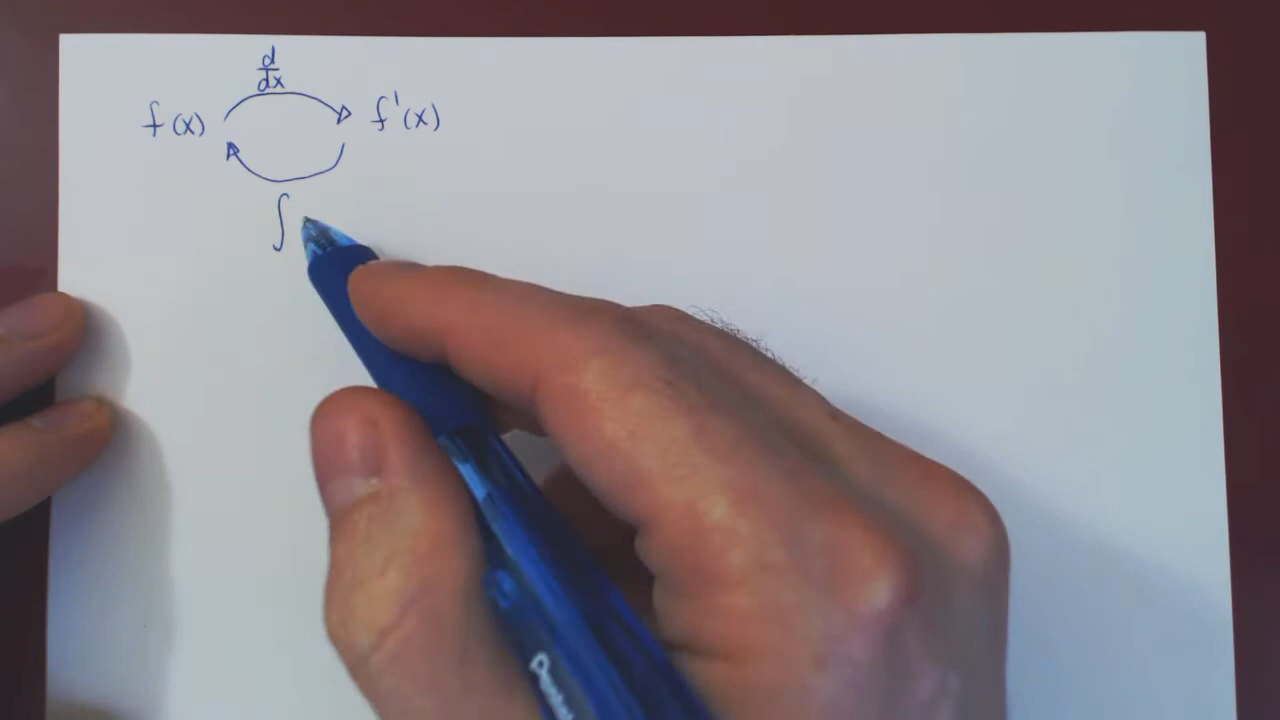 d
dx
f(x) f'(x)
∫